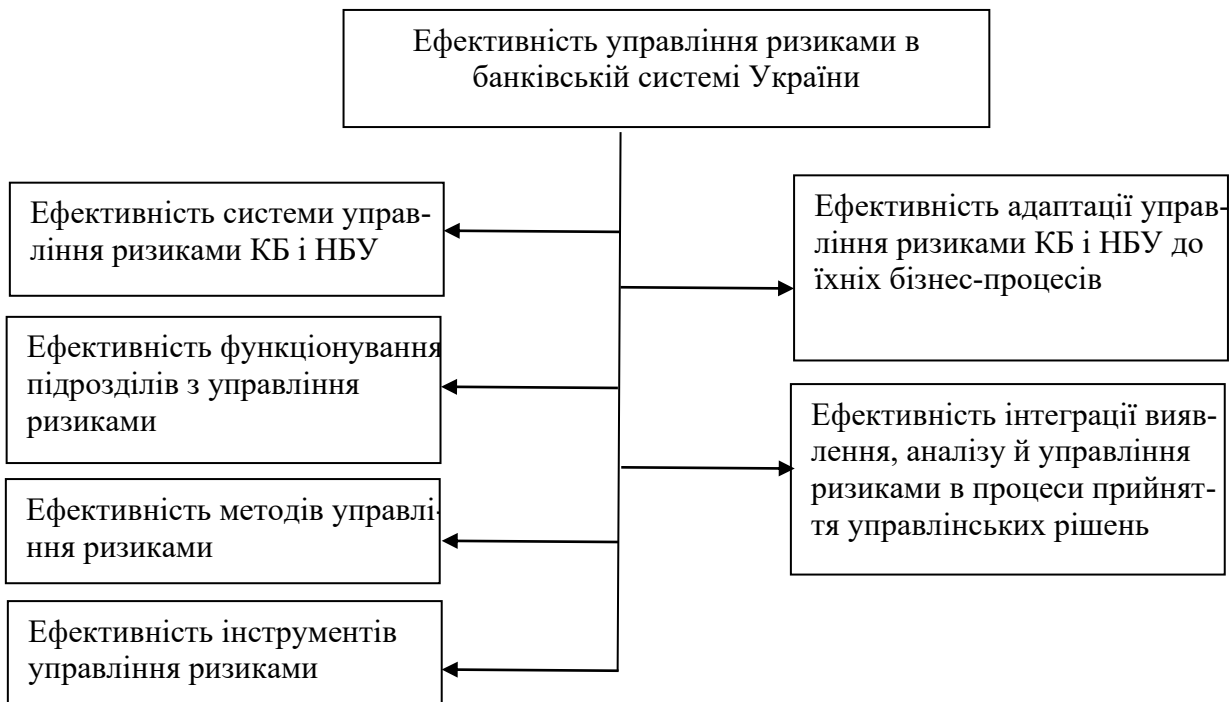 Ефективність управління ризиками в
банківській системі України
Ефективність системи управ-
ління ризиками КБ і НБУ
Ефективність функціонування
підрозділів з управління
ризиками
Ефективність методів управлі-
ння ризиками
Ефективність інструментів
управління ризиками
Ефективність адаптації управ-
ління ризиками КБ і НБУ до
їхніх бізнес-процесів
Ефективність інтеграції вияв-
лення, аналізу й управління
ризиками в процеси прийнят-
тя управлінських рішень